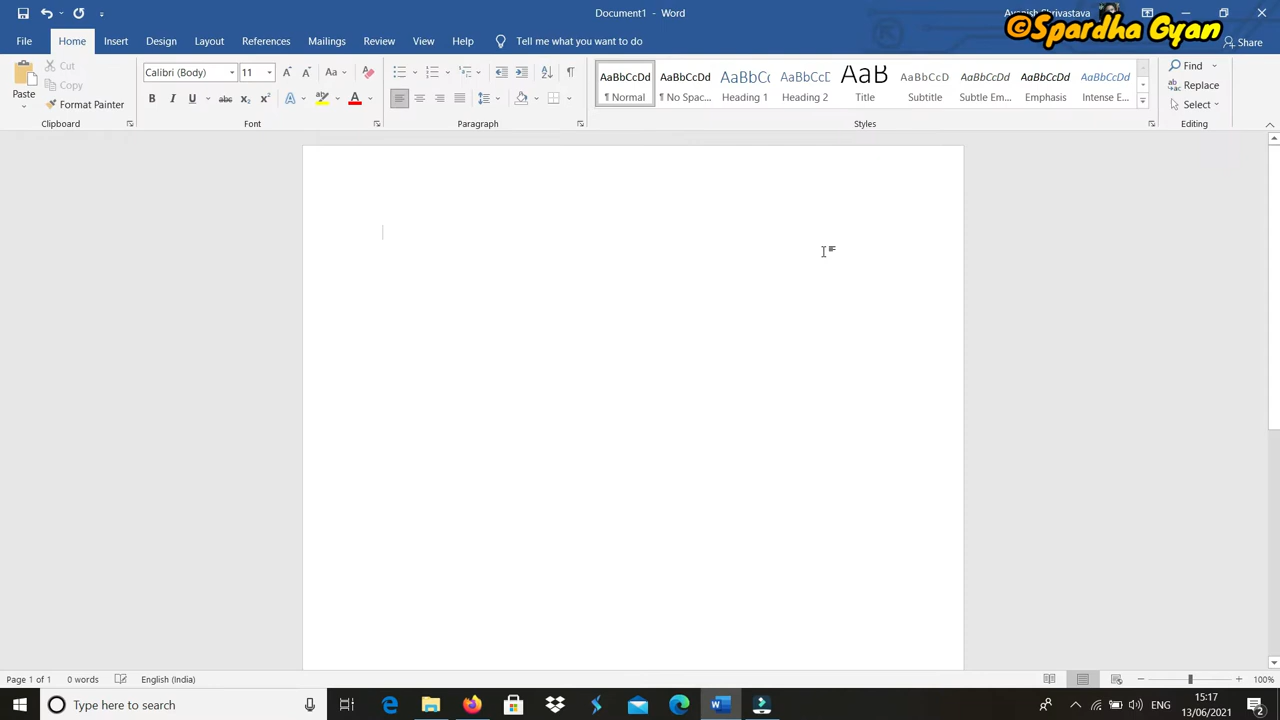 Document1 - Word
Avanish Shrivastava
©Spardha Gyan
File Home Insert Design Layout References Mailings Review View Help Tell me what you want to do Share
Cut
Copy
Format Painter
Paste
Calibri (Body) 11
AaBbCcDd AaBbCcDd AaBbCc AaBbCcD AaB AaBbCcD AaBbCcDd AaBbCcDd AaBbCcDd
¶ Normal ¶ No Spac... Heading 1 Heading 2 Title Subtitle Subtle Em... Emphasis Intense E...
Find
Replace
Select
Clipboard Font Paragraph Styles Editing
Page 1 of 1 0 words English (India) 100%
Type here to search
ENG
15:17
13/06/2021
2